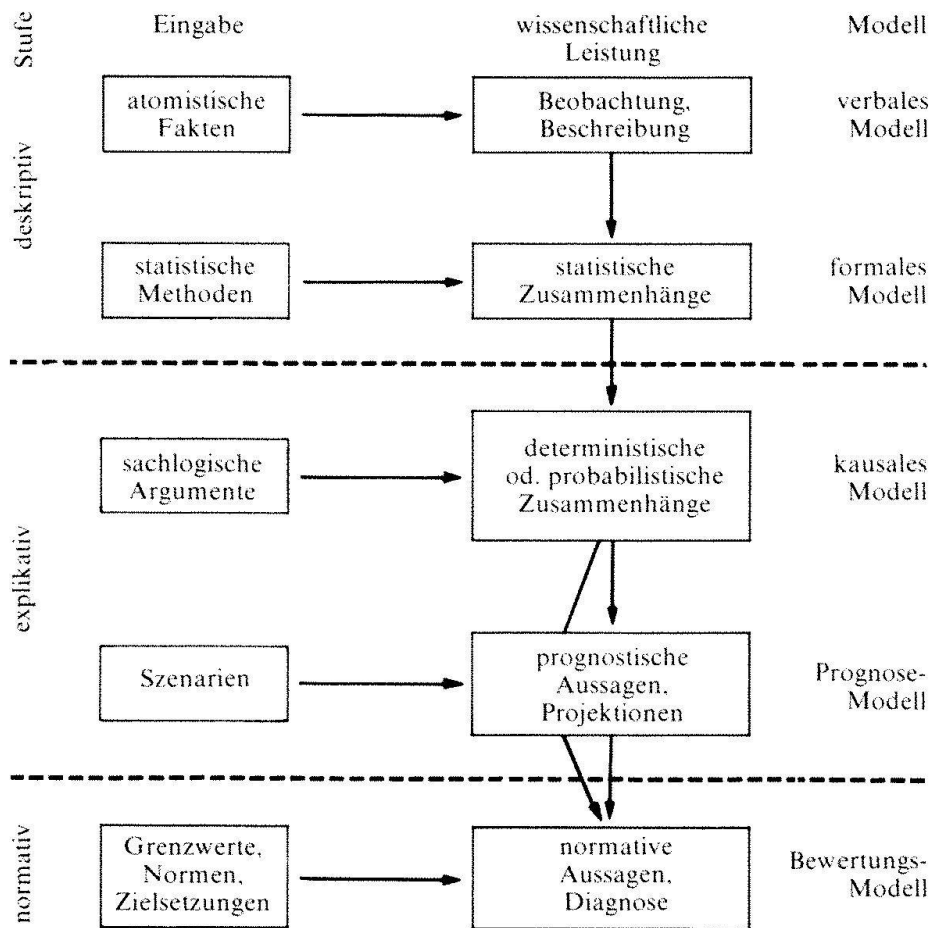 Stufe
Eingabe
wissenschaftliche
Leistung
Modell
deskriptiv
atomistische
Fakten
Beobachtung,
Beschreibung
verbales
Modell
statistische
Methoden
statistische
Zusammenhänge
formales
Modell
explikativ
sachlogische
Argumente
deterministische
od. probabilistische
Zusammenhänge
kausales
Modell
Szenarien
prognostische
Aussagen,
Projektionen
Prognose-
Modell
normativ
Grenzwerte,
Normen,
Zielsetzungen
normative
Aussagen,
Diagnose
Bewertungs-
Modell